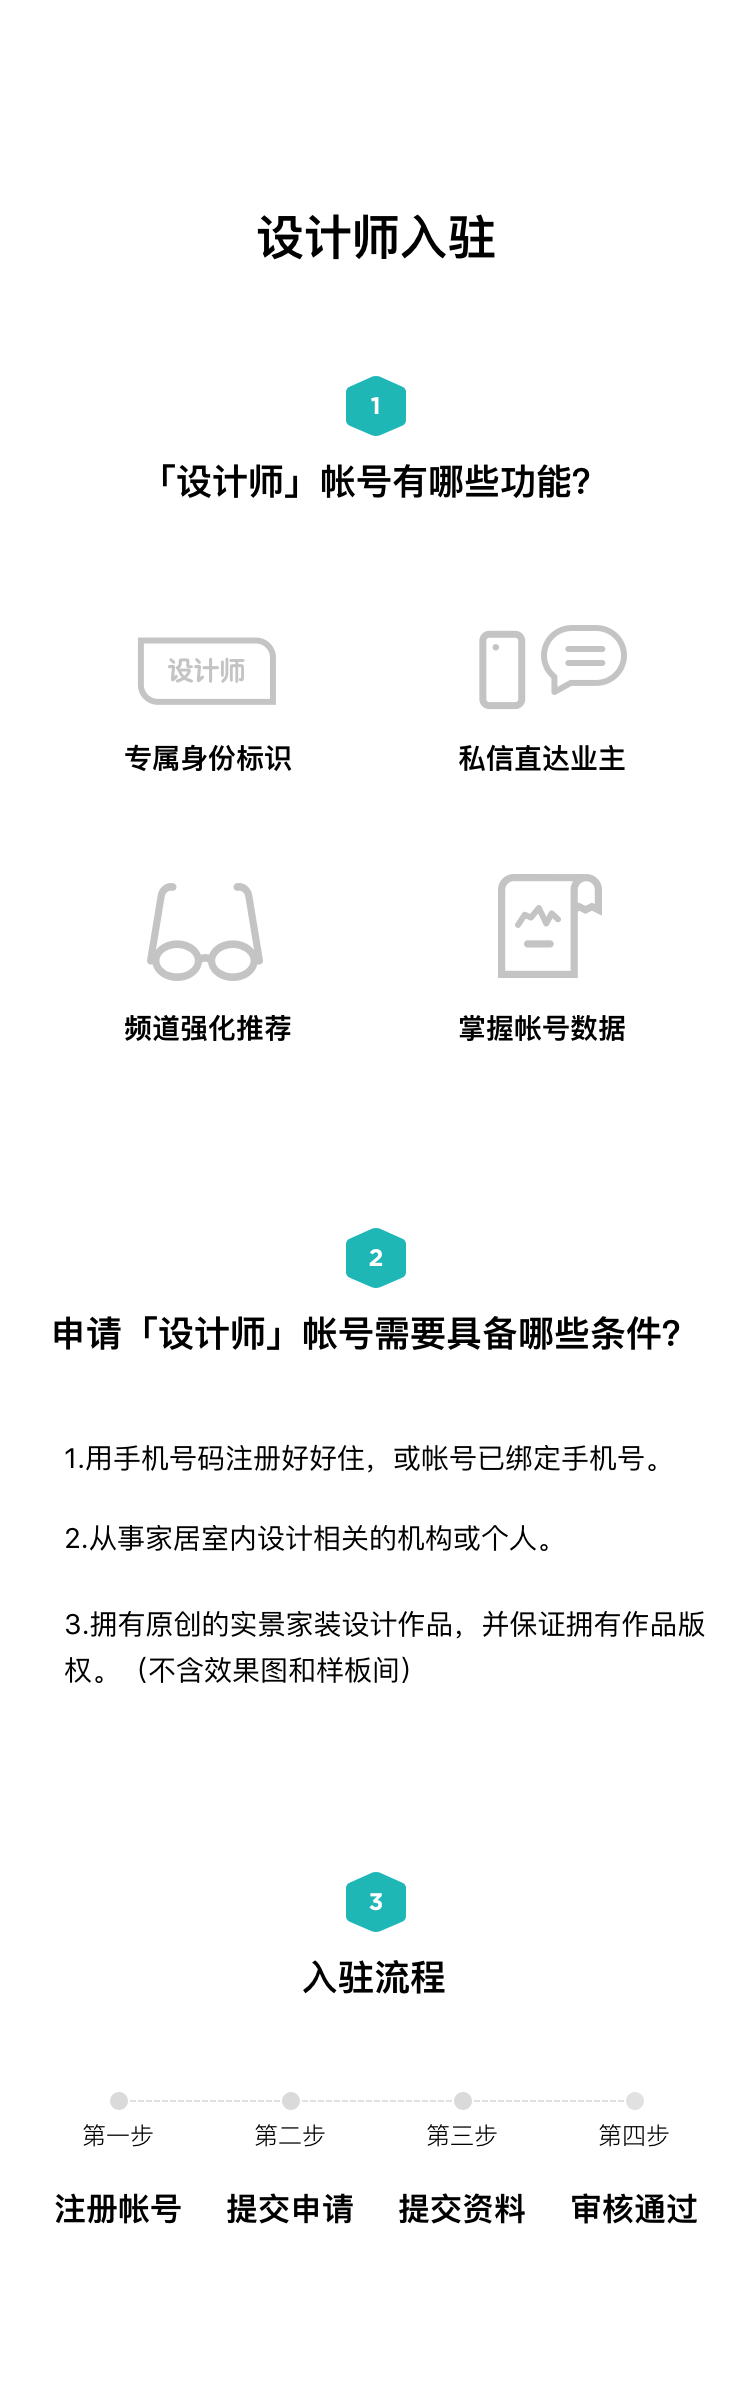 设计师入驻
1
「设计师」帐号有哪些功能?
设计师
专属身份标识
私信直达业主
频道强化推荐
掌握帐号数据
2
申请「设计师」帐号需要具备哪些条件?
1.用手机号码注册好好住，或帐号已绑定手机号。
2.从事家居室内设计相关的机构或个人。
3.拥有原创的实景家装设计作品，并保证拥有作品版
权。（不含效果图和样板间）
3
入驻流程
第一步
第二步
第三步
第四步
注册帐号
提交申请
提交资料
审核通过